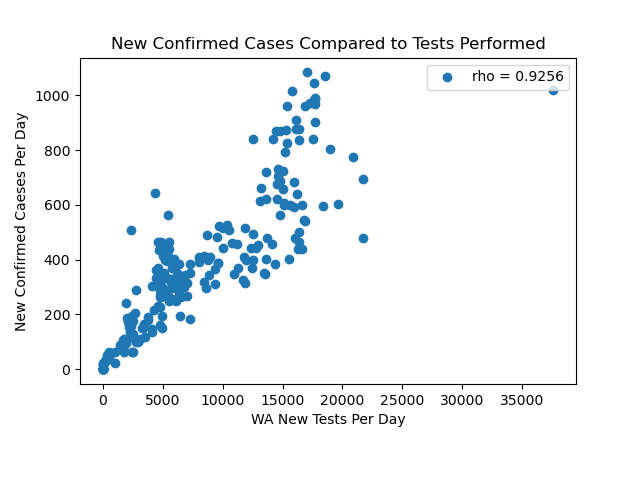 New Confirmed Cases Compared to Tests Performed
rho = 0.9256
New Confirmed Caeses Per Day
1000
800
600
400
200
0
0 5000 10000 15000 20000 25000 30000 35000
WA New Tests Per Day